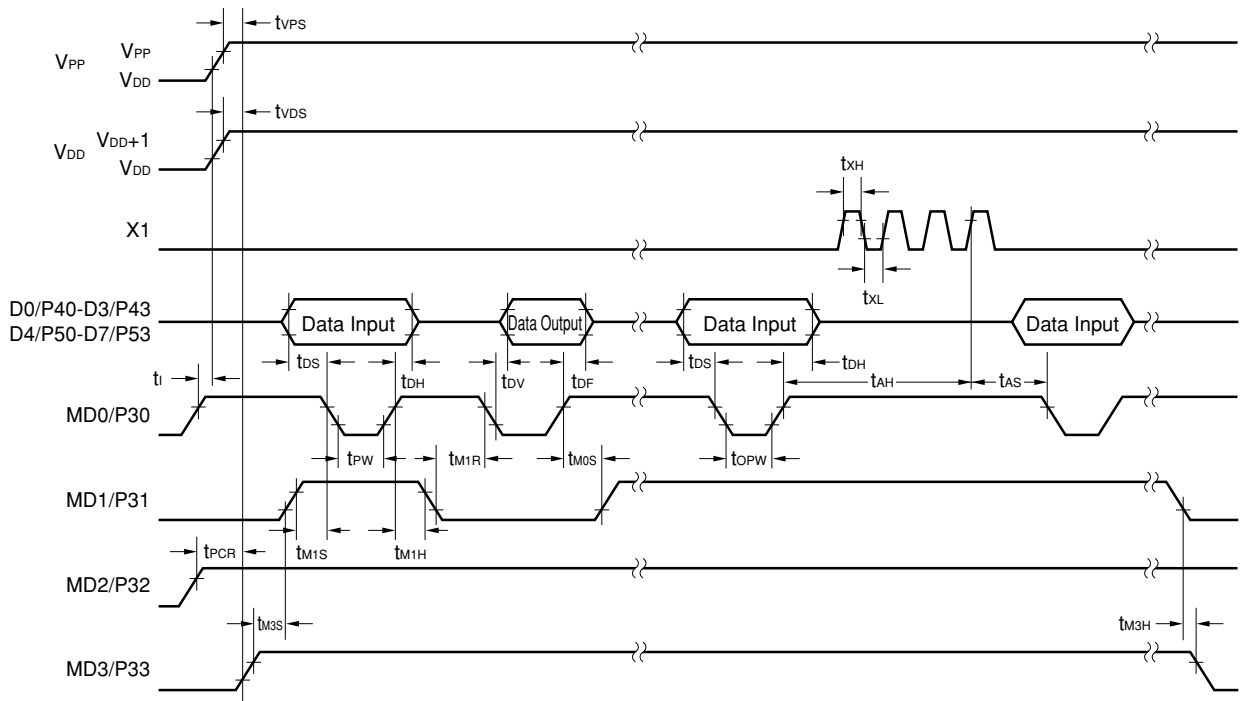 tVPS
VPP
VPP
VDD
tVDS
VDD
VDD+1
VDD
tXH
X1
tXL
D0/P40-D3/P43
D4/P50-D7/P53
Data Input
Data Output
Data Input
Data Input
tDS
tDH
tDV
tDF
tDS
tDH
tI
tAH
tAS
MD0/P30
tPW
tM1R
tM0S
tOPW
MD1/P31
tM1S
tM1H
tPCR
MD2/P32
tM3S
tM3H
MD3/P33